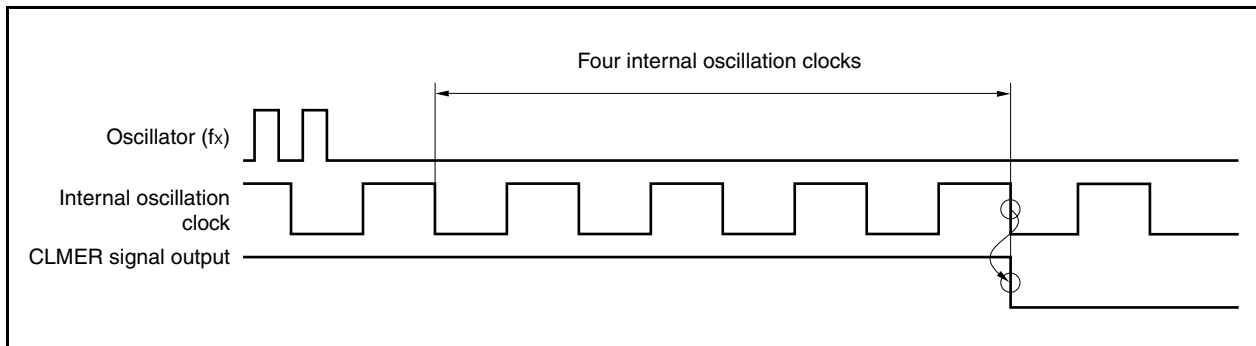 Four internal oscillation clocks
Oscillator (fx)
Internal oscillation
clock
CLMER signal output